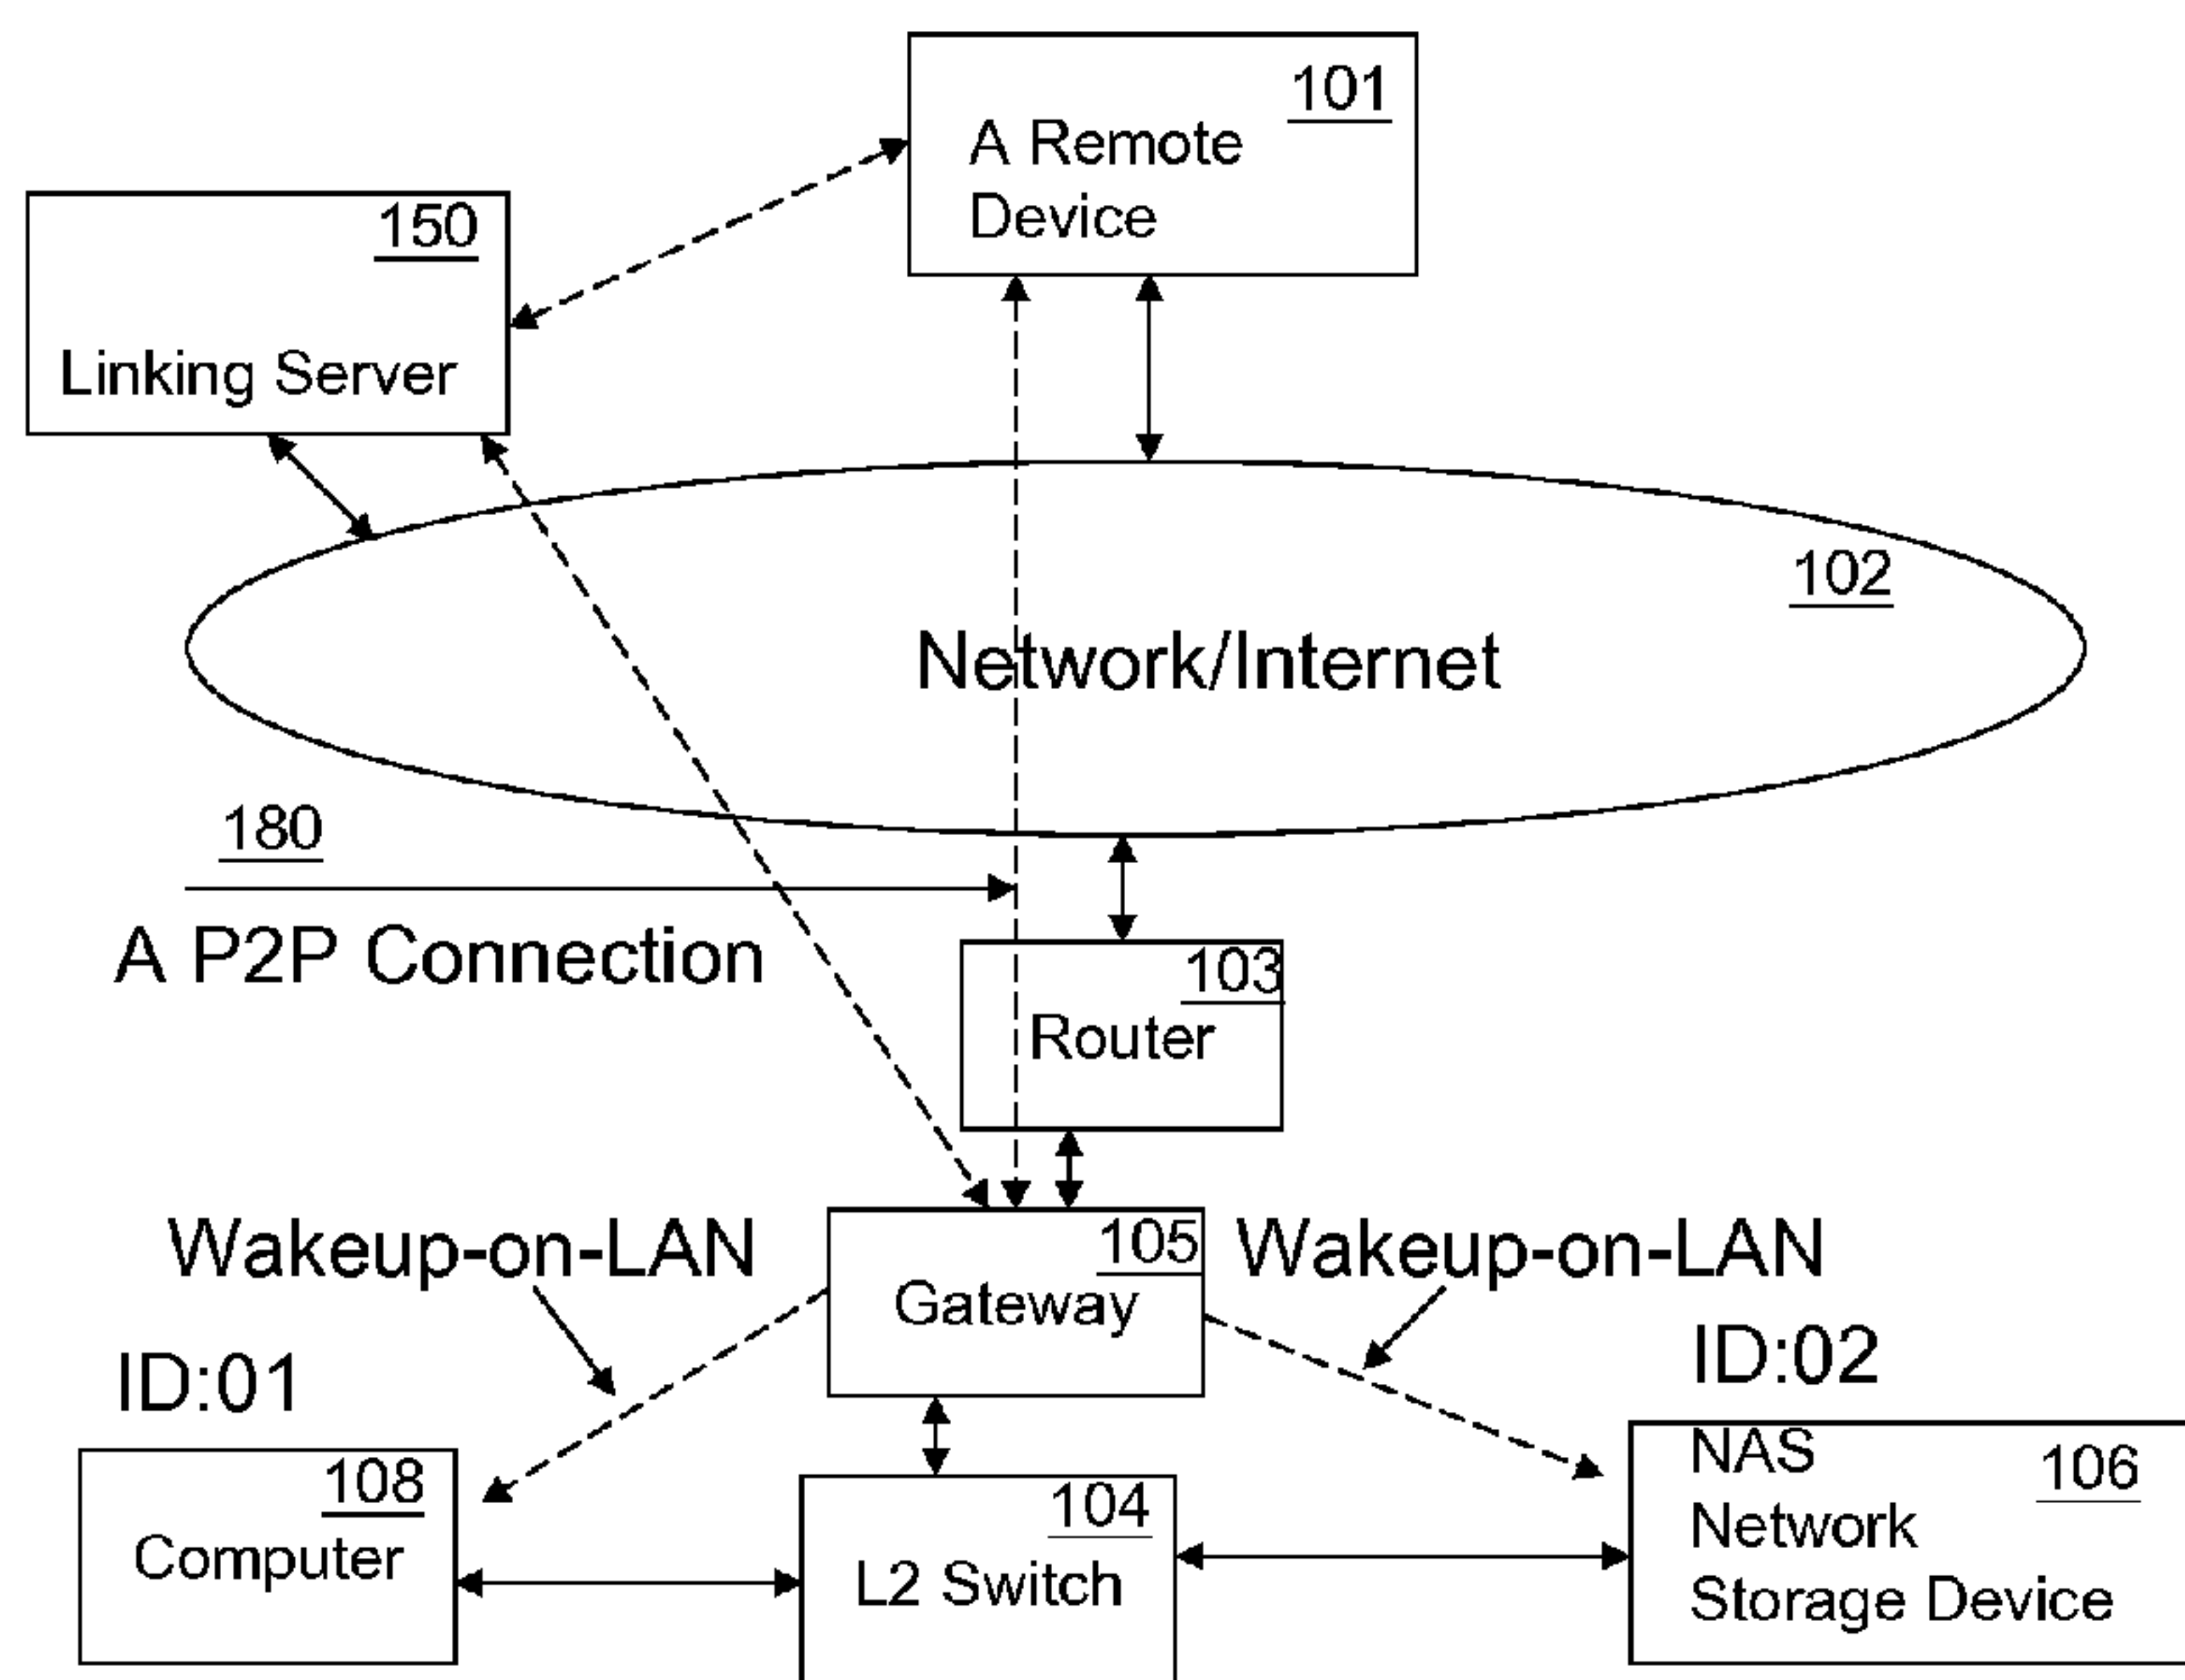 101
A Remote
Device
150
Linking Server
102
Network/Internet
180
A P2P Connection
103
Router
Wakeup-on-LAN
105
Gateway
Wakeup-on-LAN
ID:01
ID:02
108
Computer
104
L2 Switch
NAS
106
Network
Storage Device